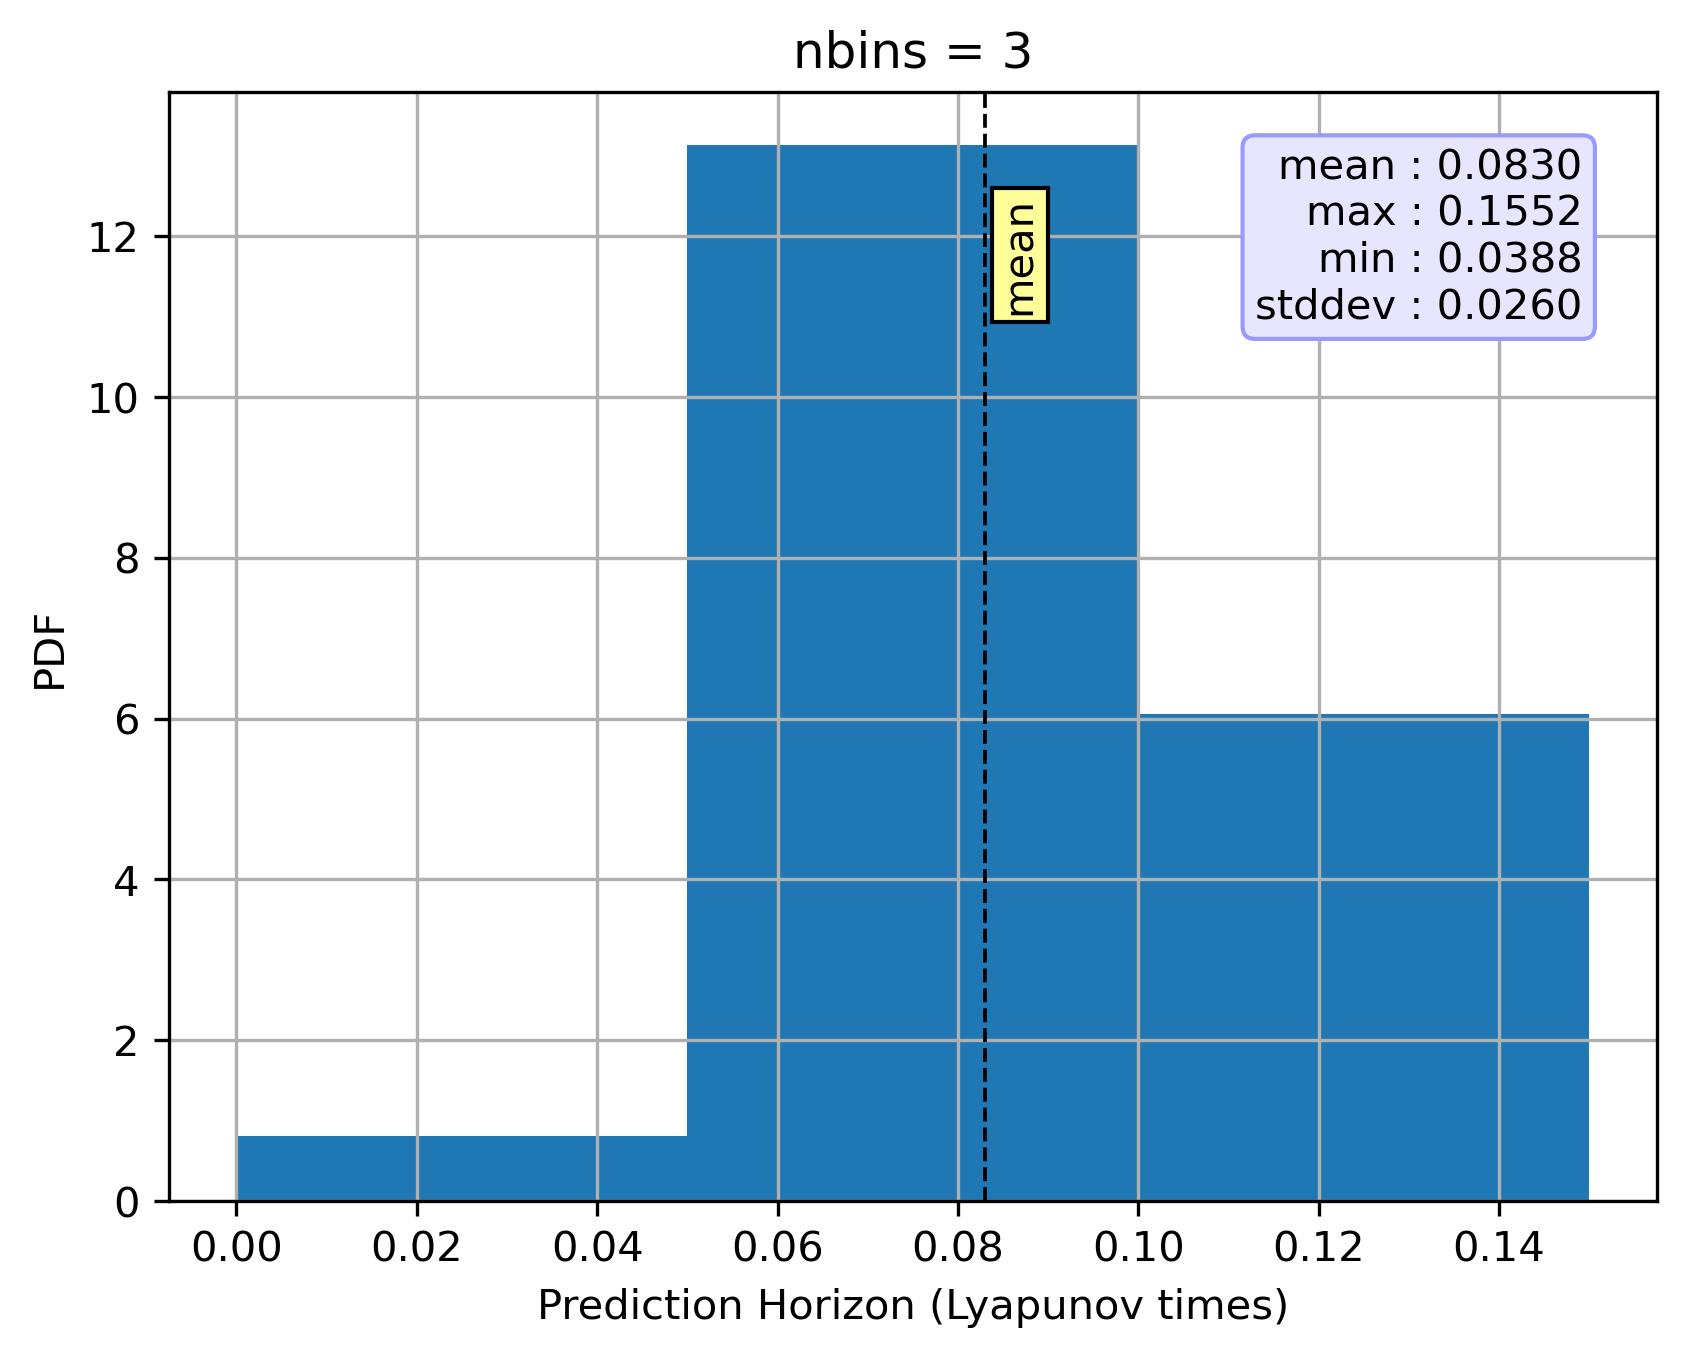 nbins = 3
mean : 0.0830
max : 0.1552
min : 0.0388
stddev : 0.0260
mean
PDF
12
10
8
6
4
2
0
0.00 0.02 0.04 0.06 0.08 0.10 0.12 0.14
Prediction Horizon (Lyapunov times)